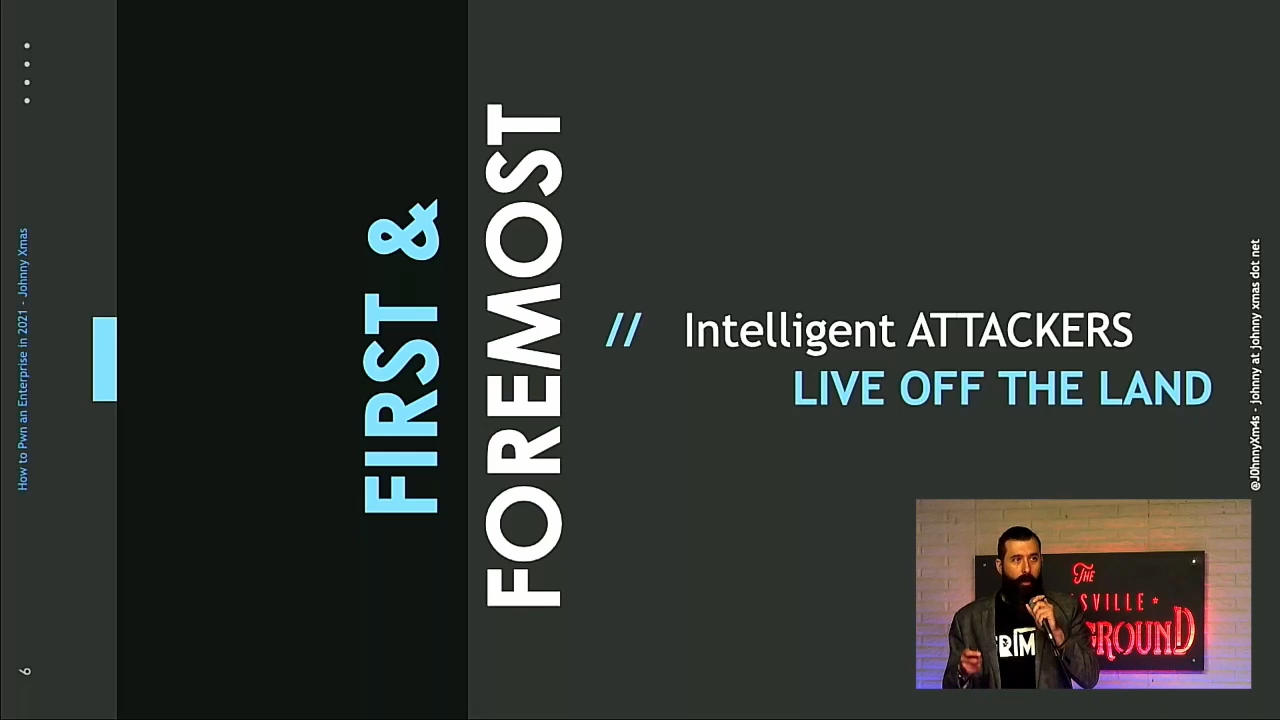 How to Pwn an Enterprise in 2021 - Johnny Xmas
6
FIRST &
FOREMOST
// Intelligent ATTACKERS
LIVE OFF THE LAND
@J0hnnyXm4s - johnny at johnny xmas dot net
THE
SVILLE
GROUND
RIM